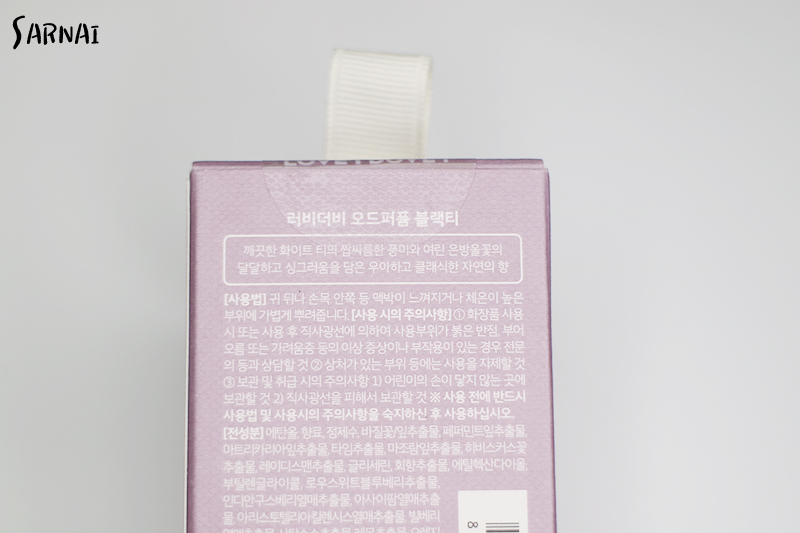 SARNAI
LOVEY DOVEY
러비더비 오드퍼퓸 블랙티
깨끗한 화이트 티의 쌉싸름한 풍미와 여린 은방울꽃의
달달하고 싱그러움을 담은 우아하고 클래식한 자연의 향
[사용법] 귀 뒤나 손목 안쪽 등 맥박이 느껴지거나 체온이 높은
부위에 가볍게 뿌려줍니다. [사용 시의 주의사항] ① 화장품 사용
시 또는 사용 후 직사광선에 의하여 사용부위가 붉은 반점, 부어
오름 또는 가려움증 등의 이상 증상이나 부작용이 있는 경우 전문
의 등과 상담할 것 ② 상처가 있는 부위 등에는 사용을 자제할 것
③ 보관 및 취급 시의 주의사항 1) 어린이의 손이 닿지 않는 곳에
보관할 것 2) 직사광선을 피해서 보관할 것 ※ 사용 전에 반드시
사용법 및 사용시의 주의사항을 숙지하신 후 사용하십시오.
[전성분] 에탄올, 향료, 정제수, 바질꽃/잎추출물, 페퍼민트잎추출물,
마트리카리아잎추출물, 타임추출물, 마조람잎추출물, 히비스커스꽃
추출물, 레이디스맨틀추출물, 글리세린, 회향추출물, 에틸헥산다이올,
부틸렌글라이콜, 로우스위트블루베리추출물,
인디안구스베리열매추출물, 아사이팜열매추출
물, 아리스토텔리아칠렌시스열매추출물, 빌베리
8